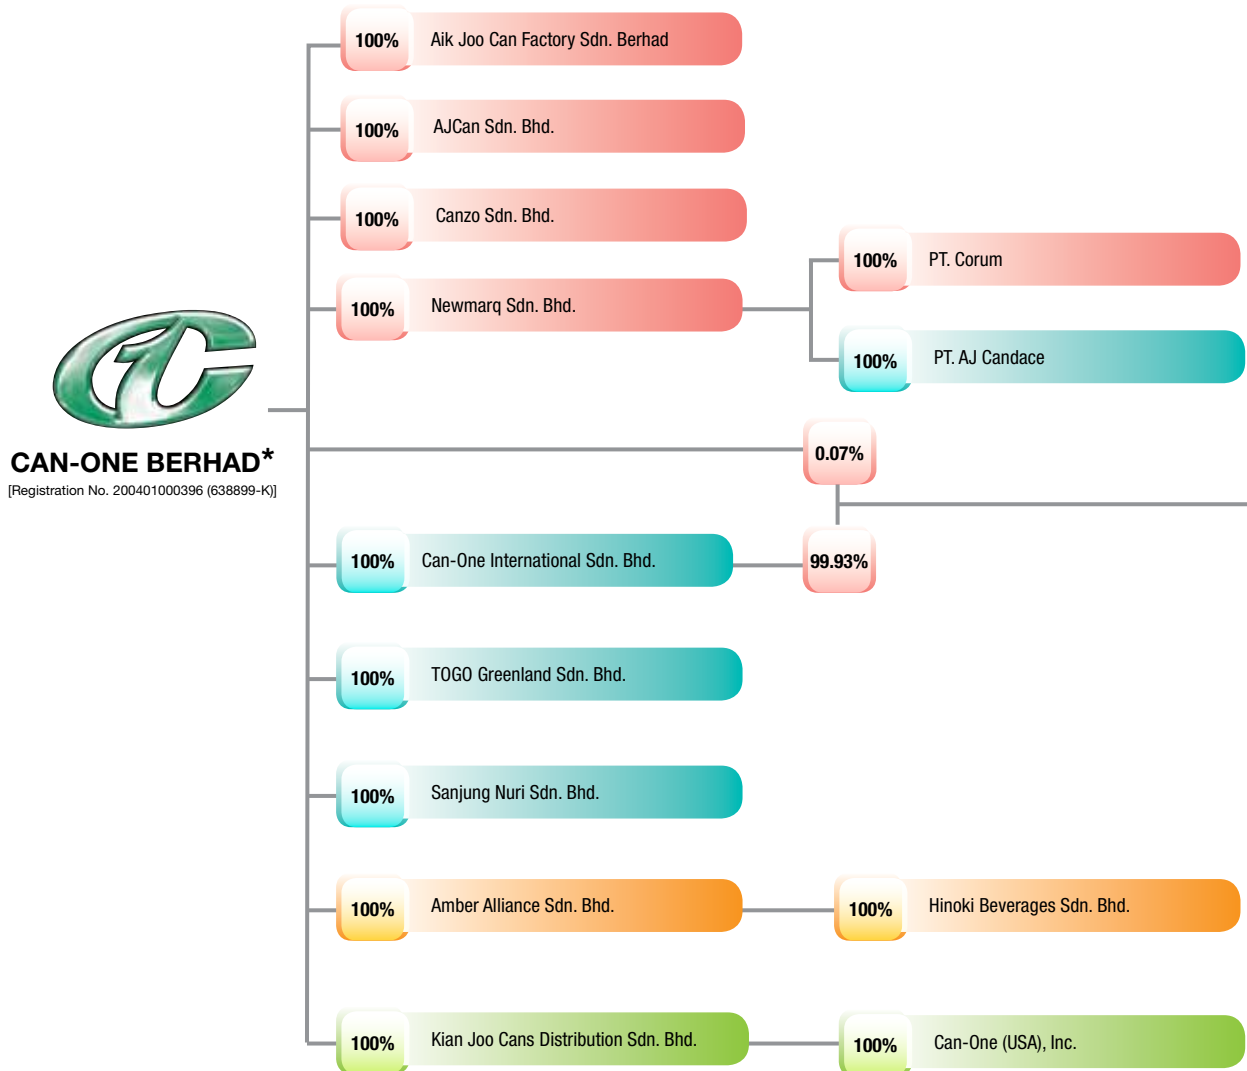 100% Aik Joo Can Factory Sdn. Berhad
100% AJCan Sdn. Bhd.
100% Canzo Sdn. Bhd.
100% Newmarq Sdn. Bhd.
100% PT. Corum
100% PT. AJ Candace
CAN-ONE BERHAD*
[Registration No. 200401000396 (638899-K)]
0.07%
100% Can-One International Sdn. Bhd.
99.93%
100% TOGO Greenland Sdn. Bhd.
100% Sanjung Nuri Sdn. Bhd.
100% Amber Alliance Sdn. Bhd.
100% Hinoki Beverages Sdn. Bhd.
100% Kian Joo Cans Distribution Sdn. Bhd.
100% Can-One (USA), Inc.